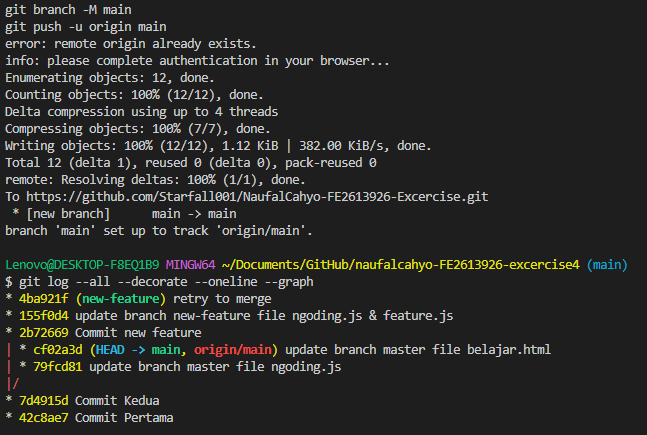 git branch -M main
git push -u origin main
error: remote origin already exists.
info: please complete authentication in your browser...
Enumerating objects: 12, done.
Counting objects: 100% (12/12), done.
Delta compression using up to 4 threads
Compressing objects: 100% (7/7), done.
Writing objects: 100% (12/12), 1.12 KiB | 382.00 KiB/s, done.
Total 12 (delta 1), reused 0 (delta 0), pack-reused 0
remote: Resolving deltas: 100% (1/1), done.
To https://github.com/Starfall001/NaufalCahyo-FE2613926-Excercise.git
 * [new branch]      main -> main
branch 'main' set up to track 'origin/main'.
Lenovo@DESKTOP-F8EQ1B9 MINGW64 ~/Documents/GitHub/naufalcahyo-FE2613926-excercise4 (main)
$ git log --all --decorate --oneline --graph
* 4ba921f (new-feature) retry to merge
* 155f0d4 update branch new-feature file ngoding.js & feature.js
* 2b72669 Commit new feature
| * cf02a3d (HEAD -> main, origin/main) update branch master file belajar.html
| * 79fcd81 update branch master file ngoding.js
|/
* 7d4915d Commit Kedua
* 42c8ae7 Commit Pertama